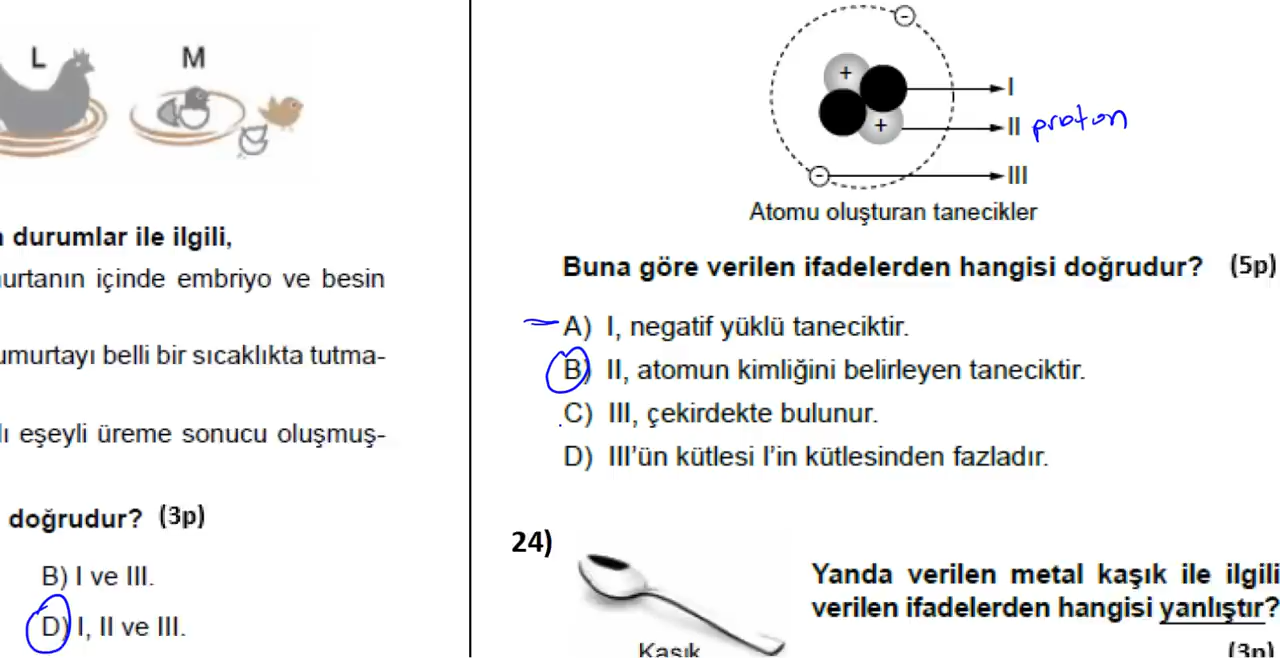 L M
durumlar ile ilgili,
murtanın içinde embriyo ve besin
umurtayı belli bir sıcaklıkta tutma-
eşeyli üreme sonucu oluşmuş-
doğrudur? (3p)
B) I ve III.
D) I, II ve III.
+ -
I
+
II proton
-
III
Atomu oluşturan tanecikler
Buna göre verilen ifadelerden hangisi doğrudur? (5p)
A) I, negatif yüklü taneciktir.
B) II, atomun kimliğini belirleyen taneciktir.
C) III, çekirdekte bulunur.
D) III'ün kütlesi I'in kütlesinden fazladır.
24)
Yanda verilen metal kaşık ile ilgili
verilen ifadelerden hangisi yanlıştır?
Kaşık (3p)